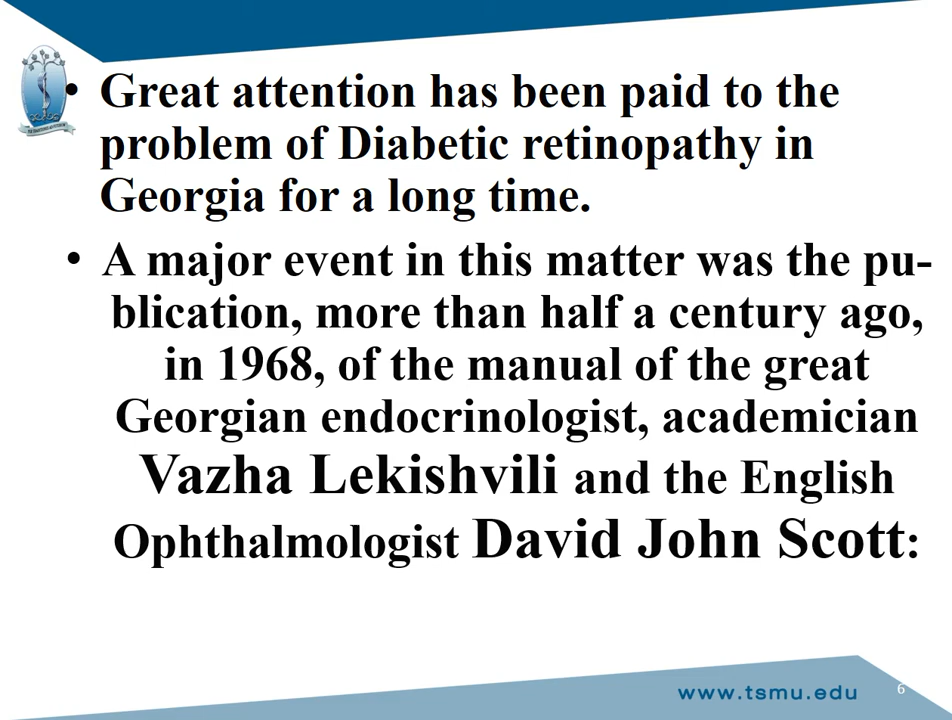 • Great attention has been paid to the
problem of Diabetic retinopathy in
Georgia for a long time.
• A major event in this matter was the pu-
blication, more than half a century ago,
in 1968, of the manual of the great
Georgian endocrinologist, academician
Vazha Lekishvili and the English
Ophthalmologist David John Scott:
www.tsmu.edu
6